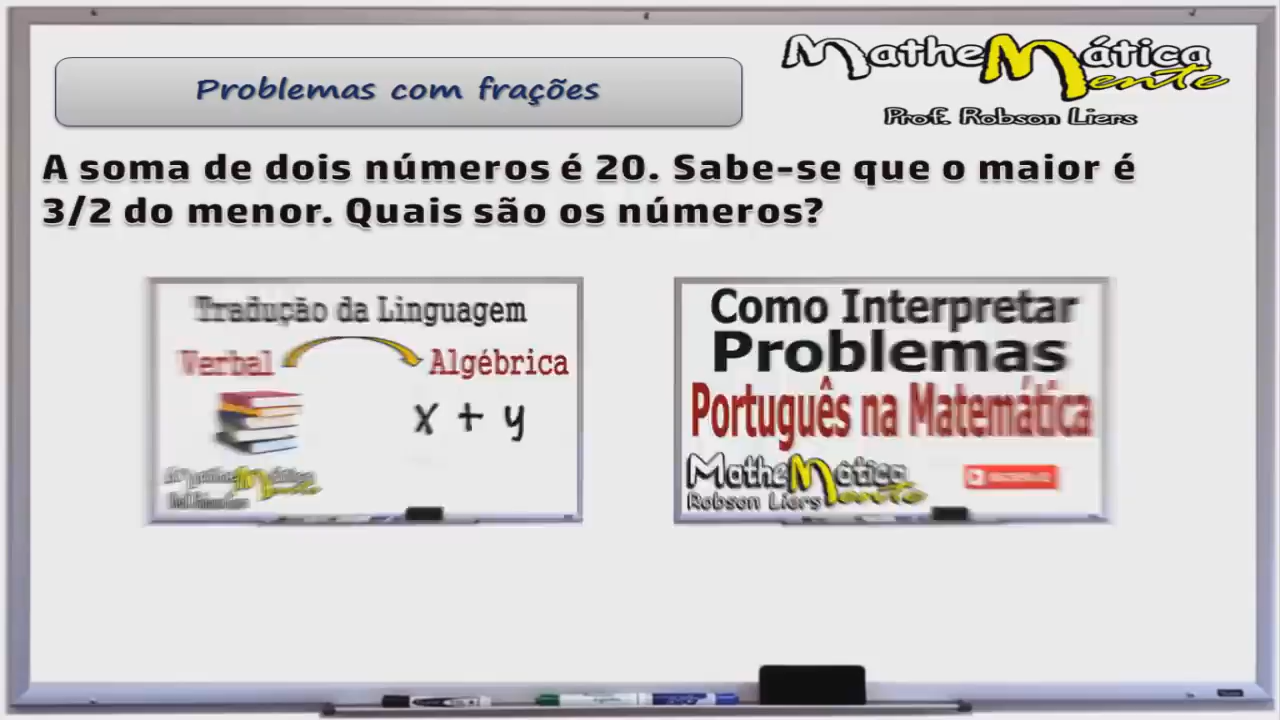 Problemas com frações
MatheMática
mente
Prof. Robson Liers
A soma de dois números é 20. Sabe-se que o maior é
3/2 do menor. Quais são os números?
Tradução da Linguagem
Verbal Algébrica
x + y
Como Interpretar
Problemas
Português na Matemática
MatheMática
mente
Robson Liers